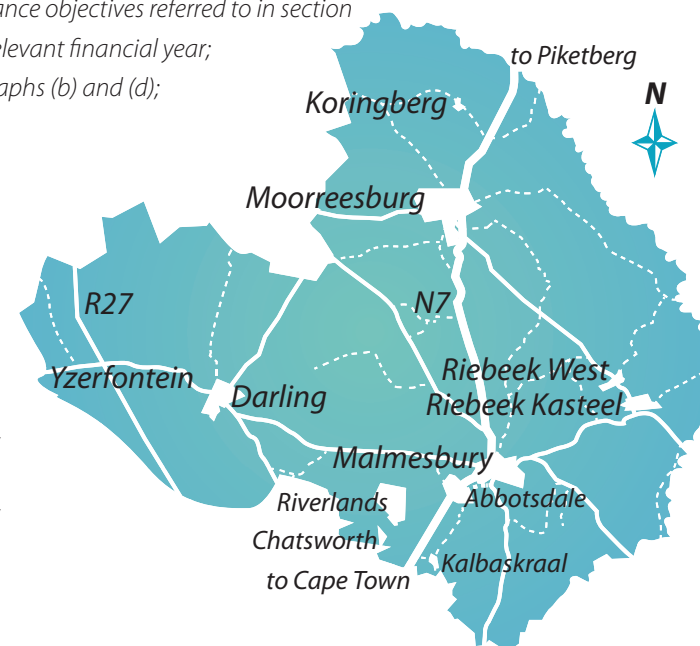 ance objectives referred to in section
elevant financial year;
aphs (b) and (d);
to Piketberg
N
Koringberg
Moorreesburg
R27
N7
Yzerfontein
Darling
Riebeek West
Riebeek Kasteel
Malmesbury
Riverlands
Abbotsdale
Chatsworth
Kalbaskraal
to Cape Town